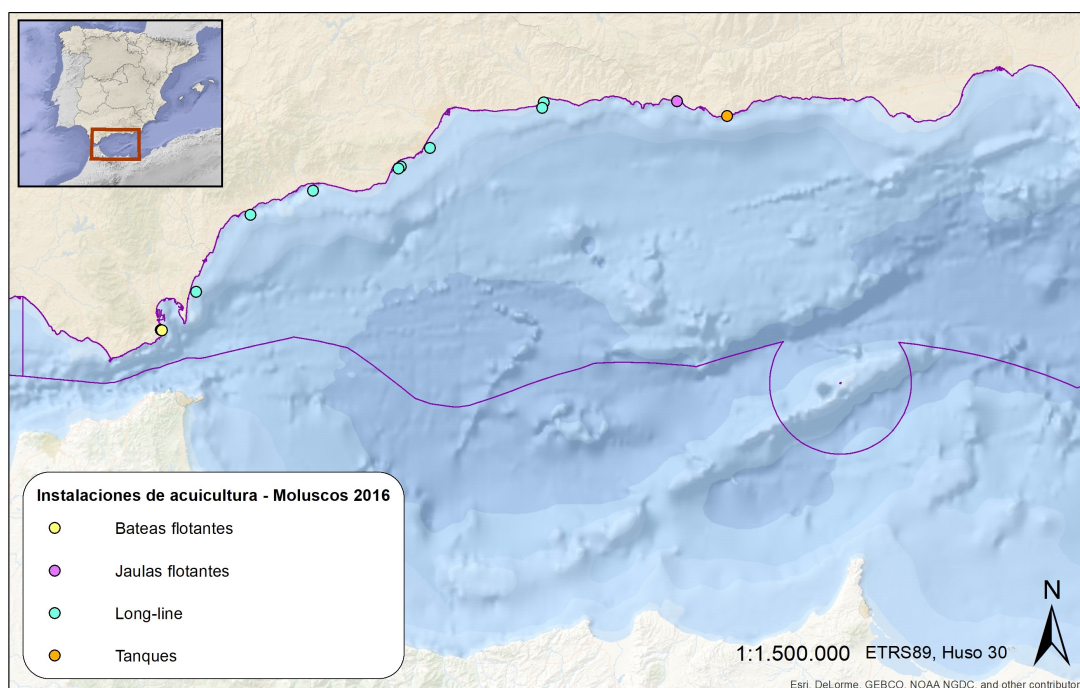 Instalaciones de acuicultura - Moluscos 2016
Bateas flotantes
Jaulas flotantes
Long-line
Tanques
N
1:1.500.000 ETRS89, Huso 30
Esri, DeLorme, GEBCO, NOAA NGDC, and other contributor